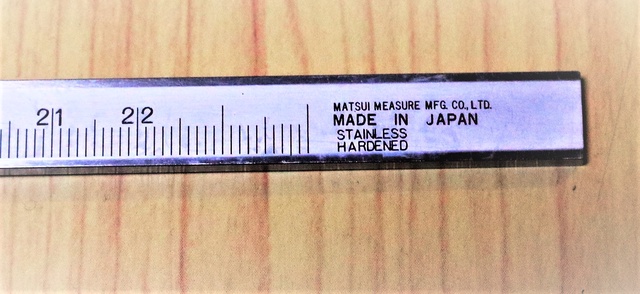 21 22
MATSUI MEASURE MFG. CO., LTD.
MADE IN JAPAN
STAINLESS
HARDENED